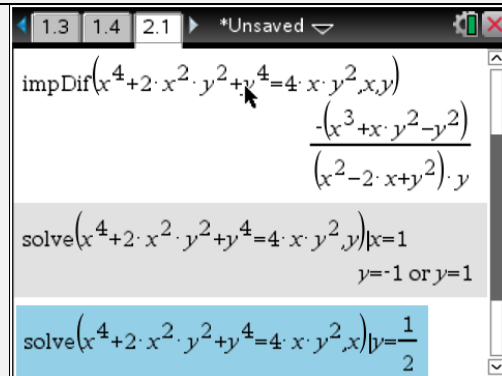 1.3 1.4 2.1 *Unsaved
impDif(x⁴+2·x²·y²+y⁴=4·x·y²,x,y)
-(x³+x·y²-y²)
(x²-2·x+y²)·y
solve(x⁴+2·x²·y²+y⁴=4·x·y²,y)|x=1
y=-1 or y=1
solve(x⁴+2·x²·y²+y⁴=4·x·y²,x)|y=1/2